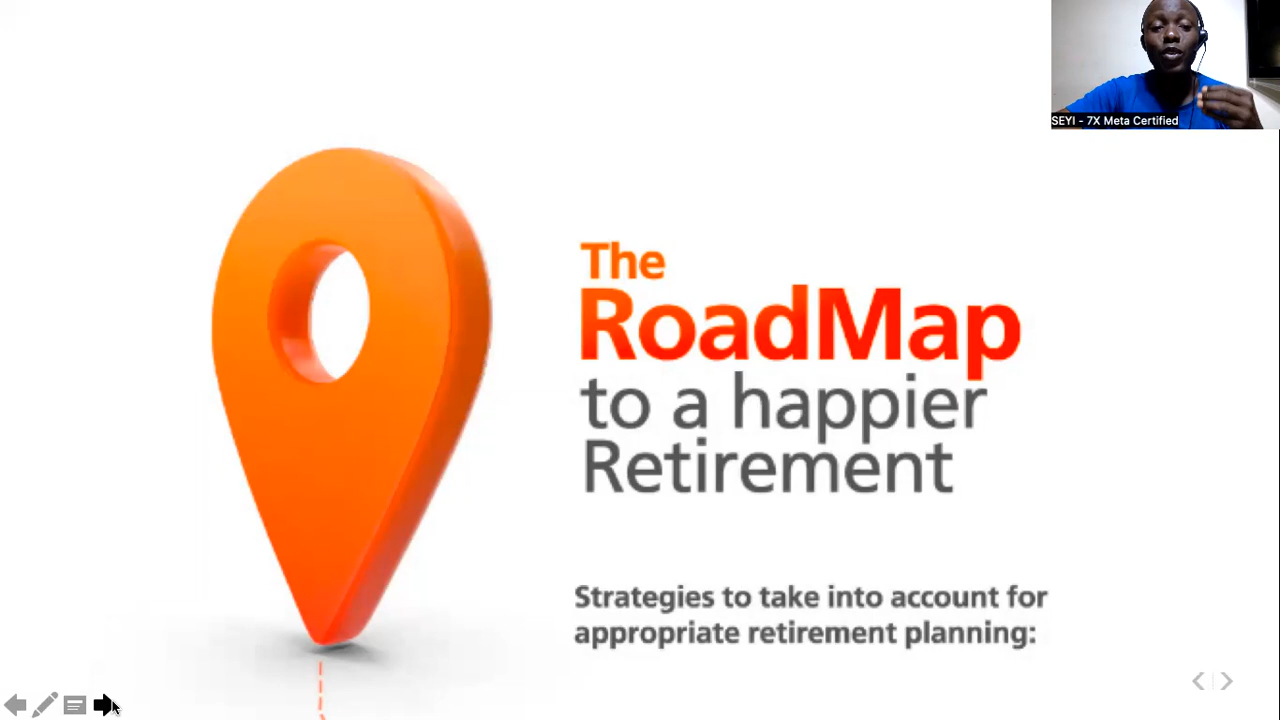 SEYI - 7X Meta Certified
The
RoadMap
to a happier
Retirement
Strategies to take into account for
appropriate retirement planning: